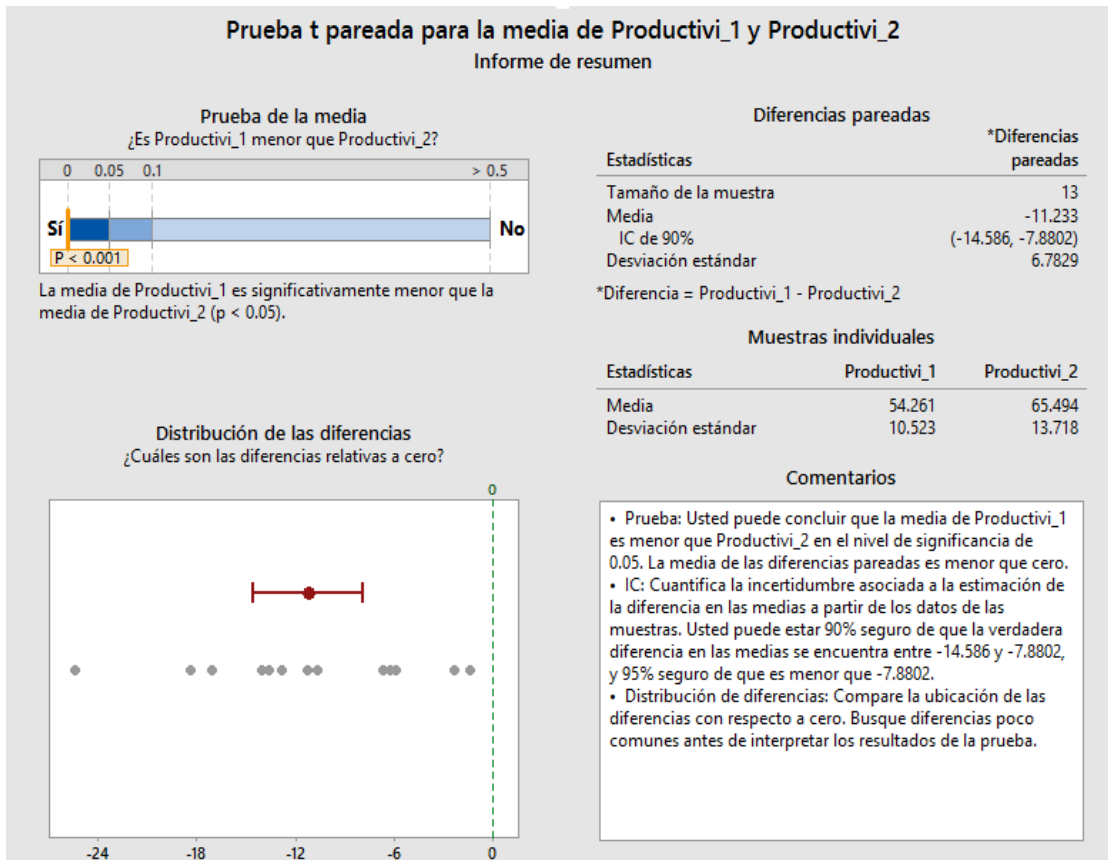 Prueba t pareada para la media de Productivi_1 y Productivi_2
Informe de resumen
Prueba de la media
¿Es Productivi_1 menor que Productivi_2?
0 0.05 0.1 > 0.5
Sí No
P < 0.001
La media de Productivi_1 es significativamente menor que la
media de Productivi_2 (p < 0.05).
Distribución de las diferencias
¿Cuáles son las diferencias relativas a cero?
0
-24 -18 -12 -6 0
Diferencias pareadas
*Diferencias
Estadísticas pareadas
Tamaño de la muestra 13
Media -11.233
IC de 90% (-14.586, -7.8802)
Desviación estándar 6.7829
*Diferencia = Productivi_1 - Productivi_2
Muestras individuales
Estadísticas Productivi_1 Productivi_2
Media 54.261 65.494
Desviación estándar 10.523 13.718
Comentarios
• Prueba: Usted puede concluir que la media de Productivi_1
es menor que Productivi_2 en el nivel de significancia de
0.05. La media de las diferencias pareadas es menor que cero.
• IC: Cuantifica la incertidumbre asociada a la estimación de
la diferencia en las medias a partir de los datos de las
muestras. Usted puede estar 90% seguro de que la verdadera
diferencia en las medias se encuentra entre -14.586 y -7.8802,
y 95% seguro de que es menor que -7.8802.
• Distribución de diferencias: Compare la ubicación de las
diferencias con respecto a cero. Busque diferencias poco
comunes antes de interpretar los resultados de la prueba.